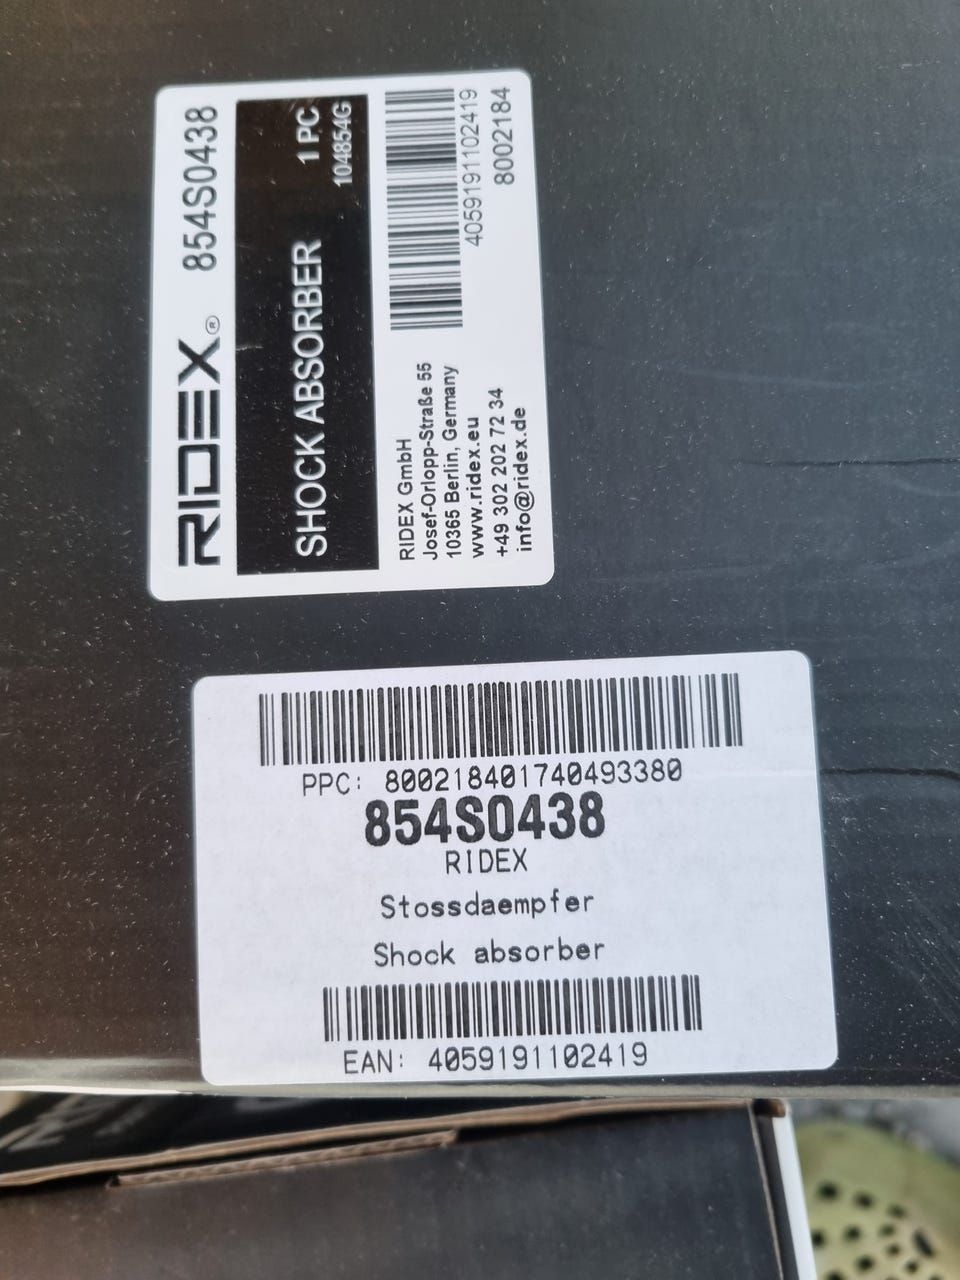 RIDEX® 854S0438
SHOCK ABSORBER 1 PC
104854G
RIDEX GmbH
Josef-Orlopp-Straße 55
10365 Berlin, Germany
www.ridex.eu
+49 302 202 72 34
info@ridex.de
4059191102419
8002184
PPC: 800218401740493380
854S0438
RIDEX
Stossdaempfer
Shock absorber
EAN: 4059191102419